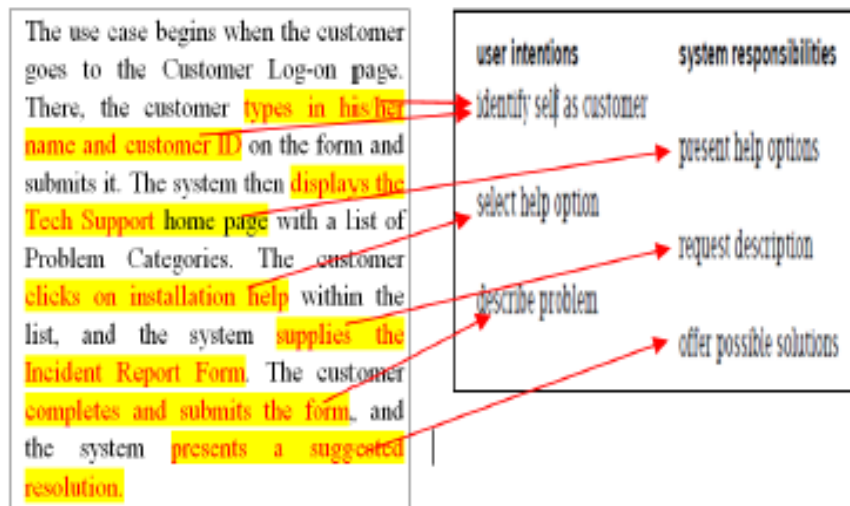 The use case begins when the customer
goes to the Customer Log-on page.
There, the customer types in his/her
name and customer ID on the form and
submits it. The system then displays the
Tech Support home page with a list of
Problem Categories. The customer
clicks on installation help within the
list, and the system supplies the
Incident Report Form. The customer
completes and submits the form, and
the system presents a suggested
resolution.
user intentions
system responsibilities
identify self as customer
present help options
select help option
request description
describe problem
offer possible solutions